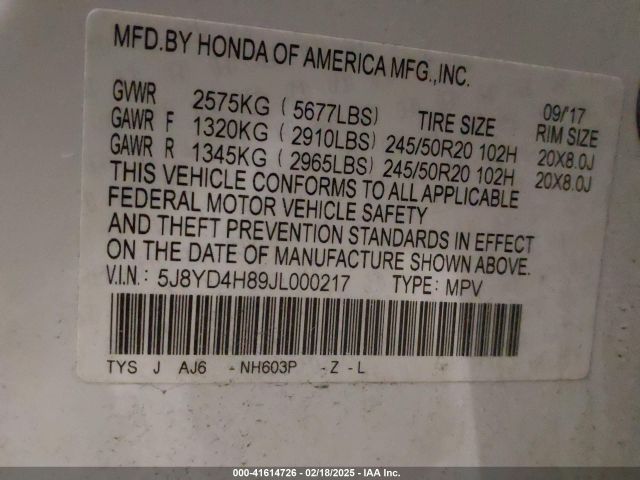 MFD.BY HONDA OF AMERICA MFG.,INC.
09/'17
GVWR 2575KG ( 5677LBS) TIRE SIZE RIM SIZE
GAWR F 1320KG ( 2910LBS) 245/50R20 102H 20X8.0J
GAWR R 1345KG ( 2965LBS) 245/50R20 102H 20X8.0J
THIS VEHICLE CONFORMS TO ALL APPLICABLE
FEDERAL MOTOR VEHICLE SAFETY
AND THEFT PREVENTION STANDARDS IN EFFECT
ON THE DATE OF MANUFACTURE SHOWN ABOVE.
V.I.N.: 5J8YD4H89JL000217 TYPE: MPV
TYS J AJ6 - NH603P - Z - L
000-41614726 - 02/18/2025 - IAA Inc.